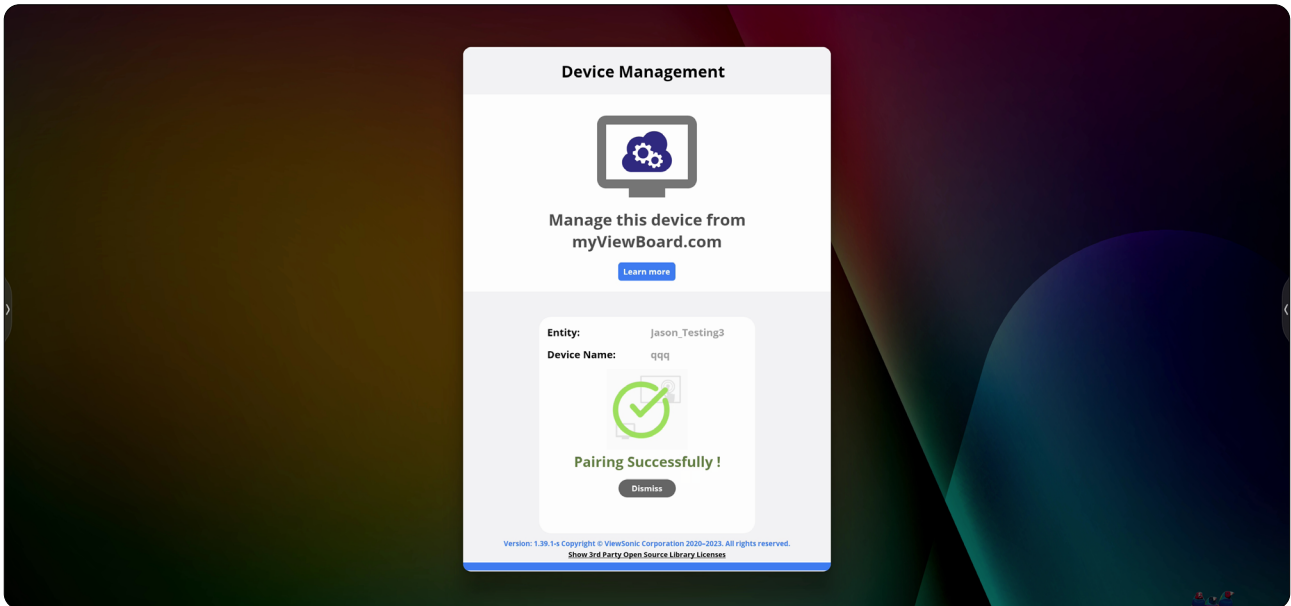 Device Management
Manage this device from
myViewBoard.com
Learn more
Entity: Jason_Testing3
Device Name: qqq
Pairing Successfully !
Dismiss
Version: 1.39.1-s Copyright © ViewSonic Corporation 2020–2023. All rights reserved.
Show 3rd Party Open Source Library Licenses